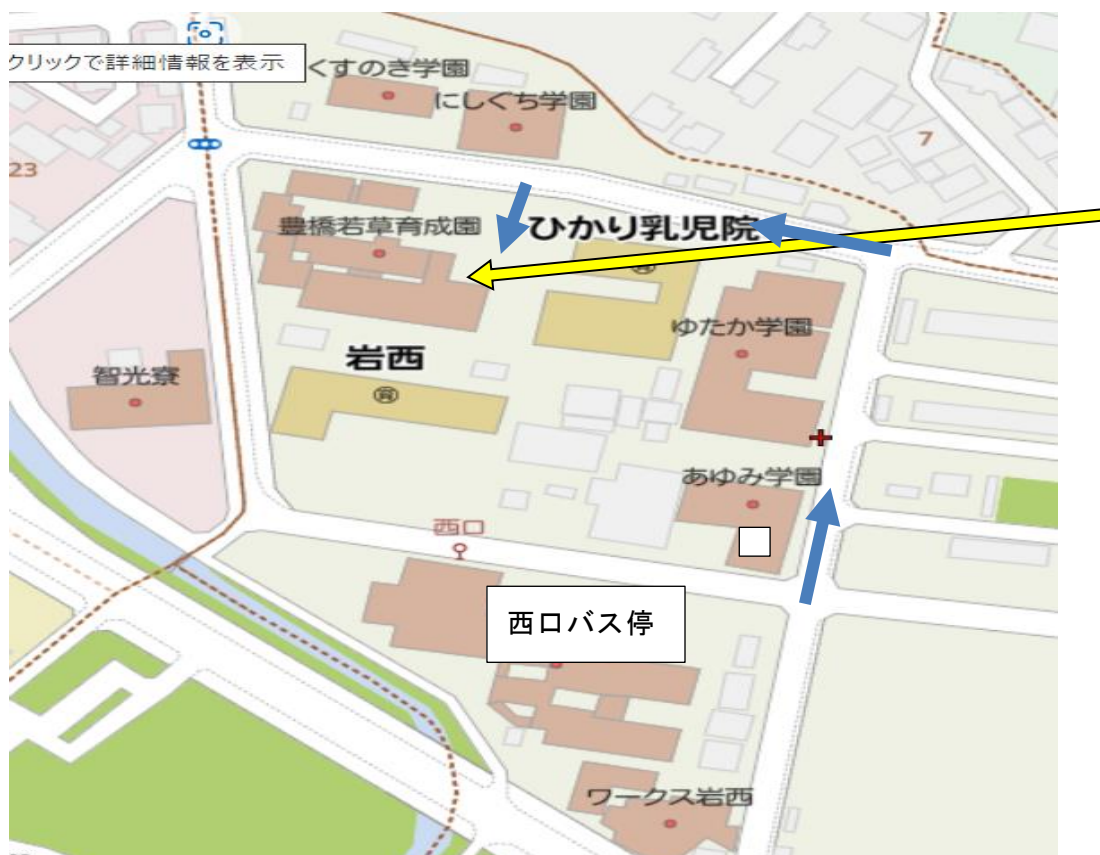 クリックで詳細情報を表示
くすのき学園
にしぐち学園
7
23
豊橋若草育成園
ひかり乳児院
ゆたか学園
岩西
智光寮
あゆみ学園
西口
西口バス停
ワークス岩西